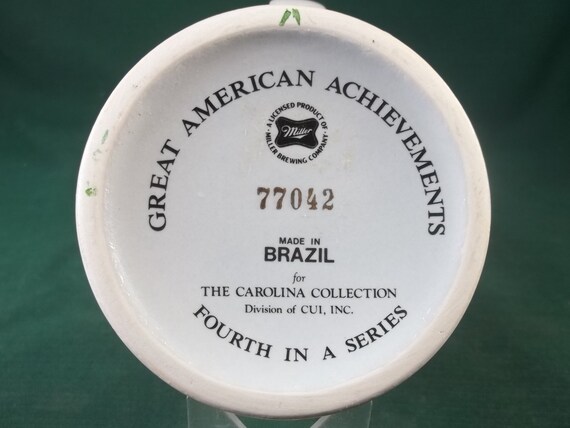 GREAT AMERICAN ACHIEVEMENTS
A LICENSED PRODUCT OF
Miller
MILLER BREWING COMPANY
77042
MADE IN
BRAZIL
for
THE CAROLINA COLLECTION
Division of CUI, INC.
FOURTH IN A SERIES